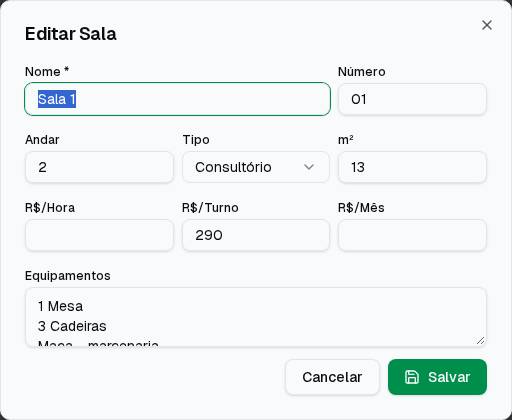 Editar Sala
Nome *
Número
Sala 1
01
Andar
Tipo
m²
2
Consultório
13
R$/Hora
R$/Turno
R$/Mês
290
Equipamentos
1 Mesa
3 Cadeiras
Cancelar
Salvar